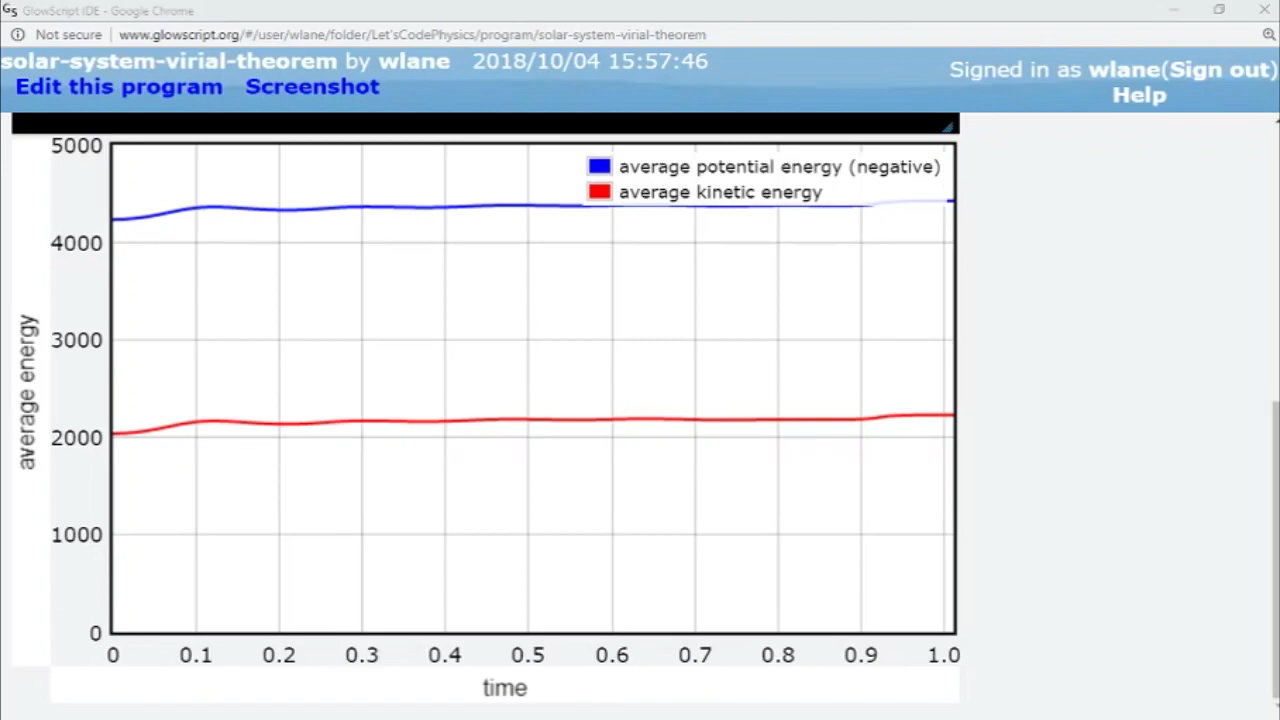 GS GlowScript IDE - Google Chrome
Not secure | www.glowscript.org/#/user/wlane/folder/Let'sCodePhysics/program/solar-system-virial-theorem
solar-system-virial-theorem by wlane 2018/10/04 15:57:46
Signed in as wlane(Sign out)
Edit this program Screenshot
Help
average potential energy (negative)
average kinetic energy
5000
4000
3000
2000
1000
0
average energy
0 0.1 0.2 0.3 0.4 0.5 0.6 0.7 0.8 0.9 1.0
time